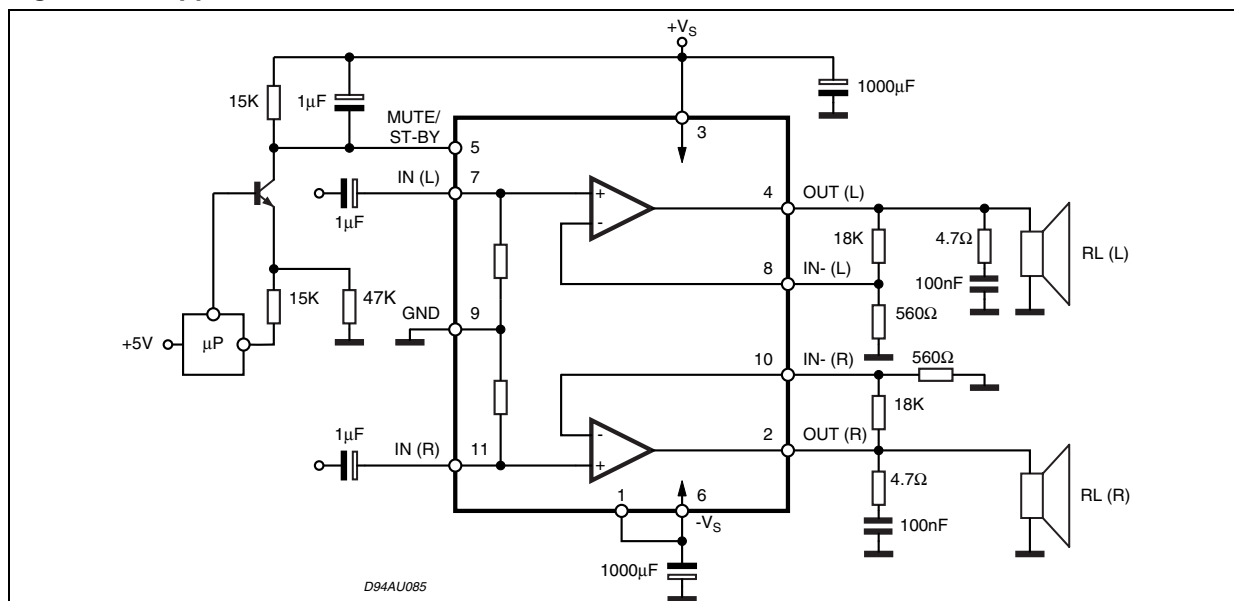 +VS
1000µF
15K
1µF
MUTE/
ST-BY
5
3
IN (L)
7
+
-
4
OUT (L)
1µF
18K
4.7Ω
RL (L)
8
IN- (L)
100nF
15K
47K
GND
9
560Ω
+5V
µP
10
IN- (R)
560Ω
18K
1µF
IN (R)
11
-
+
2
OUT (R)
4.7Ω
RL (R)
1
6
-VS
100nF
1000µF
D94AU085